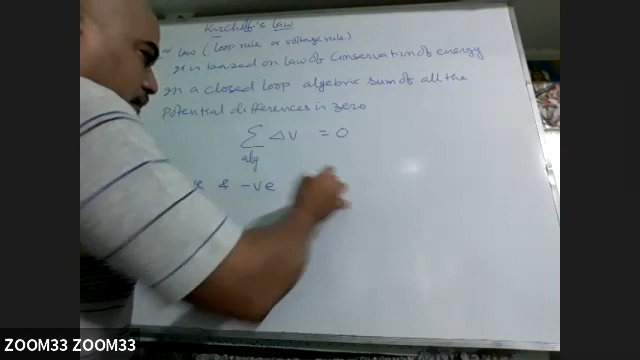 Kirchoff's law
law (loop rule or voltage rule)
It is based on law of conservation of energy
In a closed loop algebric sum of all the
potential differences is zero
∑ ΔV = 0
alg
& -ve
ZOOM33 ZOOM33